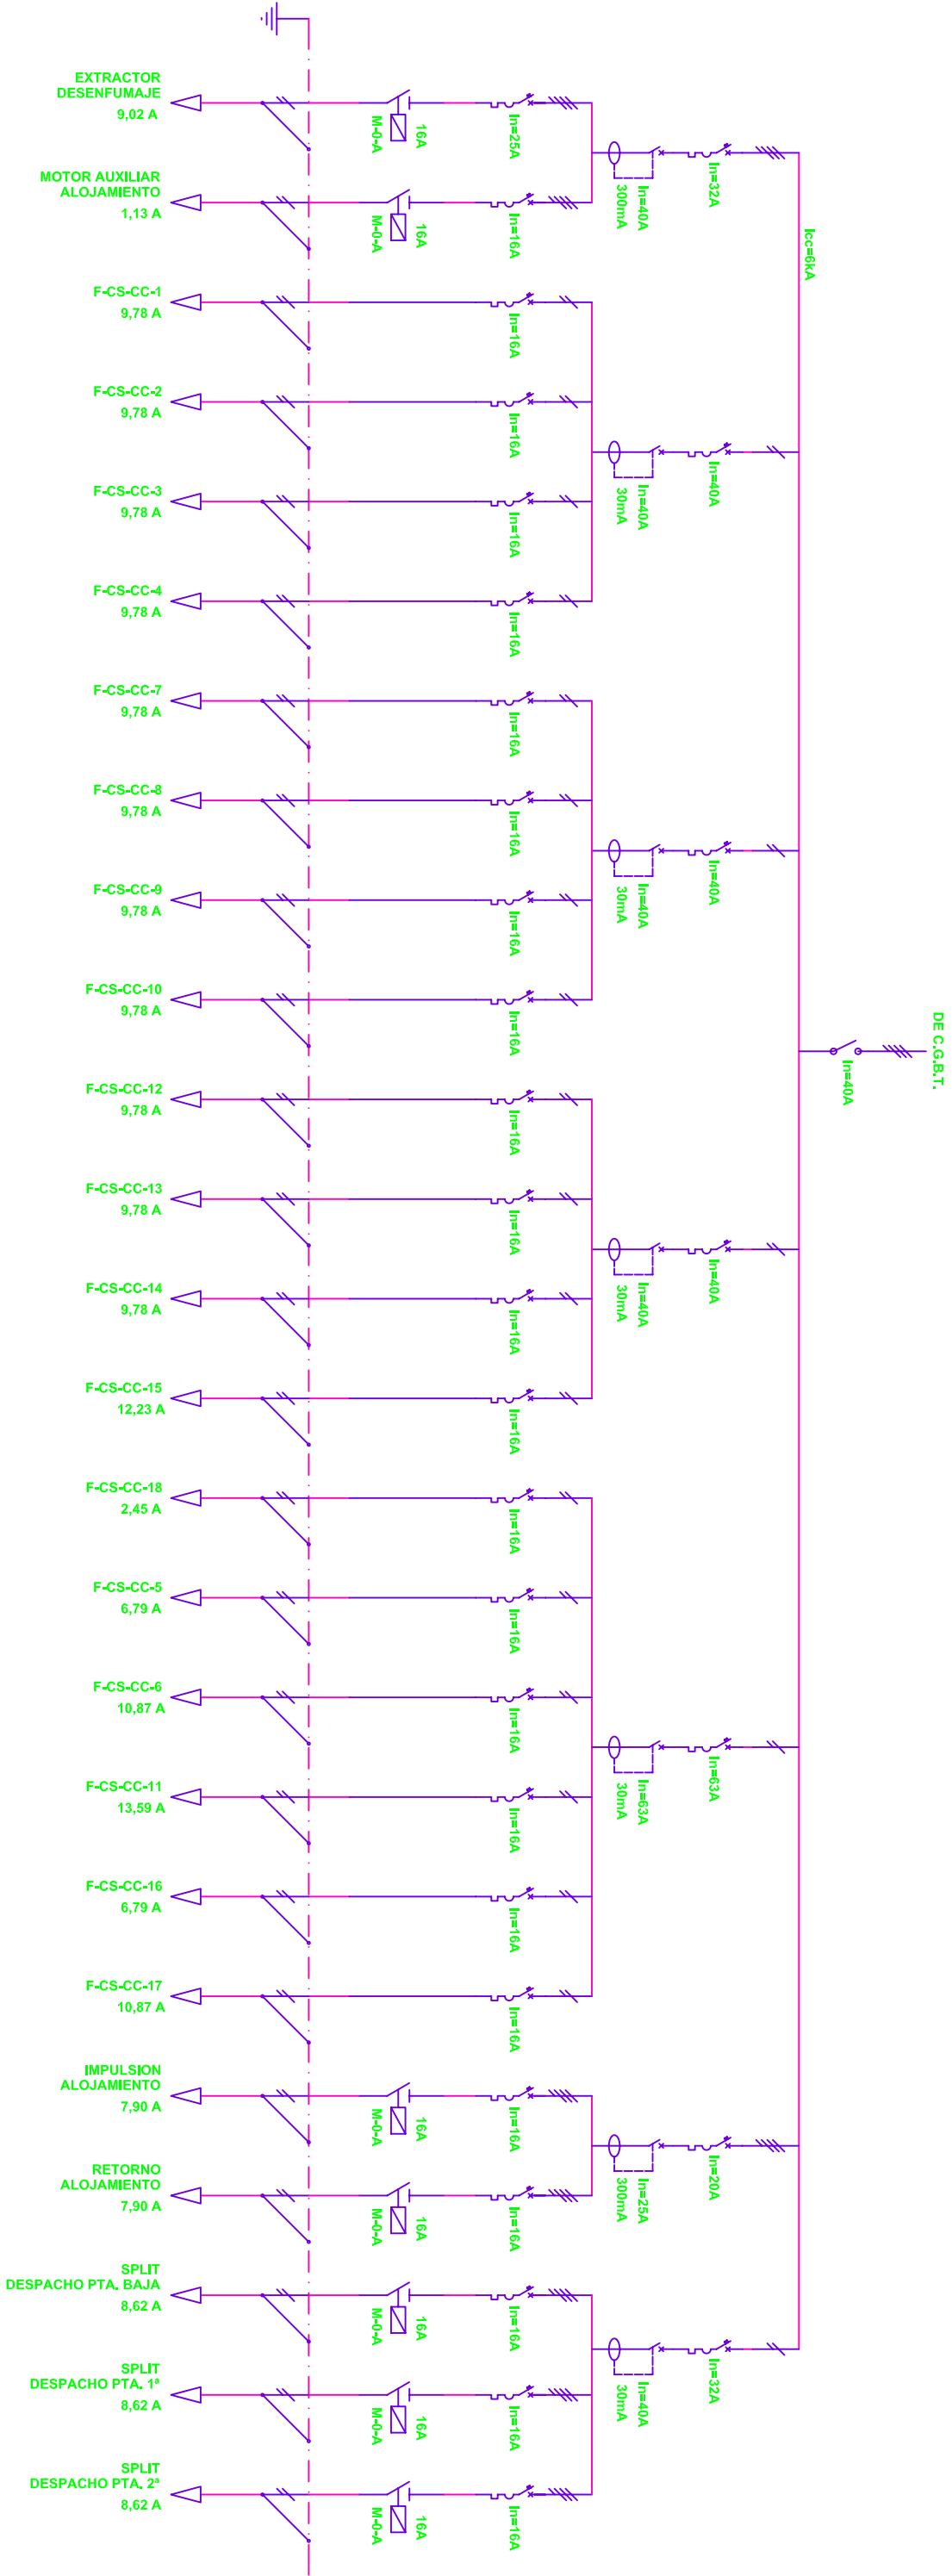 DE C.G.B.T.
In=40A
Icc=6kA
In=32A
In=40A
300mA
In=40A
In=40A
30mA
In=40A
In=40A
30mA
In=40A
In=40A
30mA
In=63A
In=63A
30mA
In=20A
In=25A
300mA
In=32A
In=40A
30mA
EXTRACTOR
DESENFUMAJE
9,02 A
In=25A
16A
M-0-A
MOTOR AUXILIAR
ALOJAMIENTO
1,13 A
In=16A
16A
M-0-A
F-CS-CC-1
9,78 A
In=16A
F-CS-CC-2
9,78 A
In=16A
F-CS-CC-3
9,78 A
In=16A
F-CS-CC-4
9,78 A
In=16A
F-CS-CC-7
9,78 A
In=16A
F-CS-CC-8
9,78 A
In=16A
F-CS-CC-9
9,78 A
In=16A
F-CS-CC-10
9,78 A
In=16A
F-CS-CC-12
9,78 A
In=16A
F-CS-CC-13
9,78 A
In=16A
F-CS-CC-14
9,78 A
In=16A
F-CS-CC-15
12,23 A
In=16A
F-CS-CC-18
2,45 A
In=16A
F-CS-CC-5
6,79 A
In=16A
F-CS-CC-6
10,87 A
In=16A
F-CS-CC-11
13,59 A
In=16A
F-CS-CC-16
6,79 A
In=16A
F-CS-CC-17
10,87 A
In=16A
IMPULSION
ALOJAMIENTO
7,90 A
In=16A
16A
M-0-A
RETORNO
ALOJAMIENTO
7,90 A
In=16A
16A
M-0-A
SPLIT
DESPACHO PTA. BAJA
8,62 A
In=16A
16A
M-0-A
SPLIT
DESPACHO PTA. 1ª
8,62 A
In=16A
16A
M-0-A
SPLIT
DESPACHO PTA. 2ª
8,62 A
In=16A
16A
M-0-A